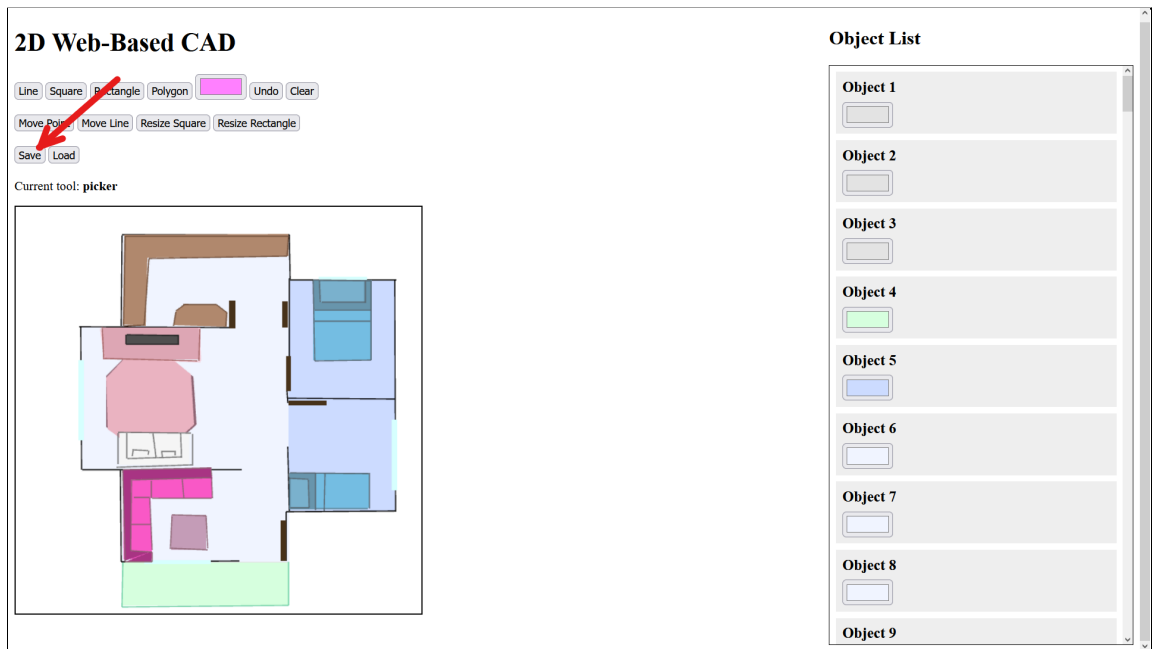 2D Web-Based CAD
Line Square Rectangle Polygon Undo Clear
Move Point Move Line Resize Square Resize Rectangle
Save Load
Current tool: picker
Object List
Object 1
Object 2
Object 3
Object 4
Object 5
Object 6
Object 7
Object 8
Object 9